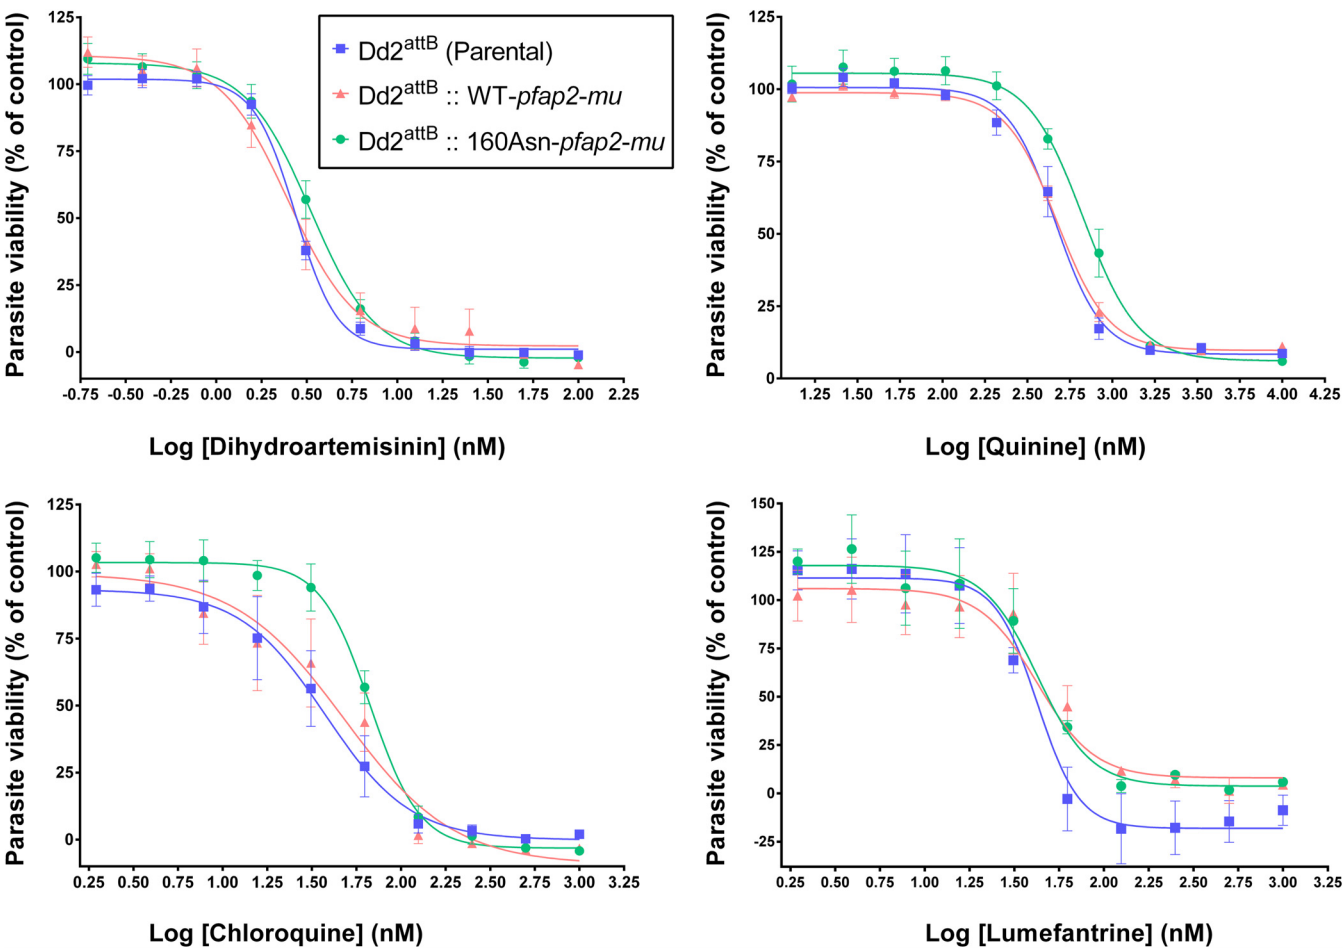 Parasite viability (% of control)
125
100
75
50
25
0
-0.75 -0.50 -0.25 0.00 0.25 0.50 0.75 1.00 1.25 1.50 1.75 2.00 2.25
Log [Dihydroartemisinin] (nM)
Dd2attB (Parental)
Dd2attB :: WT-pfap2-mu
Dd2attB :: 160Asn-pfap2-mu
Parasite viability (% of control)
125
100
75
50
25
0
1.25 1.50 1.75 2.00 2.25 2.50 2.75 3.00 3.25 3.50 3.75 4.00 4.25
Log [Quinine] (nM)
Parasite viability (% of control)
125
100
75
50
25
0
0.25 0.50 0.75 1.00 1.25 1.50 1.75 2.00 2.25 2.50 2.75 3.00 3.25
Log [Chloroquine] (nM)
Parasite viability (% of control)
150
125
100
75
50
25
0
-25
0.25 0.50 0.75 1.00 1.25 1.50 1.75 2.00 2.25 2.50 2.75 3.00 3.25
Log [Lumefantrine] (nM)